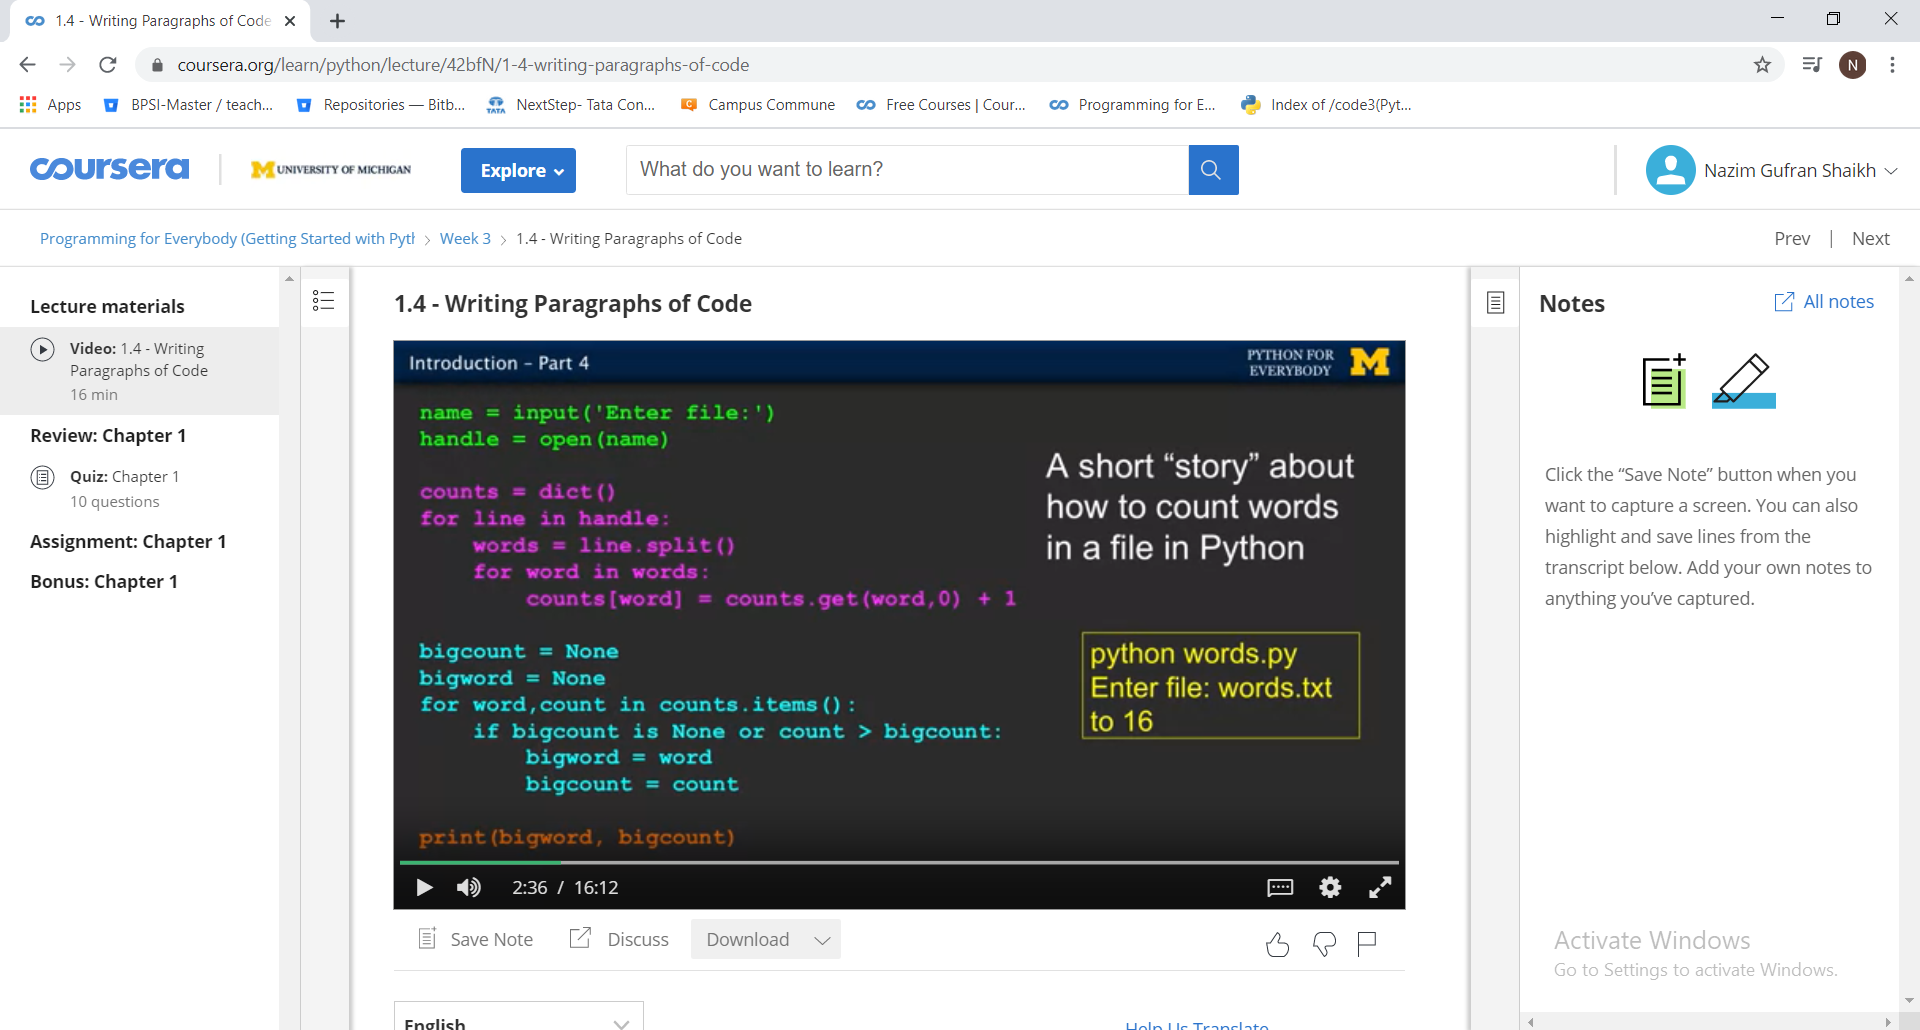 1.4 - Writing Paragraphs of Code
coursera.org/learn/python/lecture/42bfN/1-4-writing-paragraphs-of-code
N
Apps
BPSI-Master / teach...
Repositories — Bitb...
TATA
NextStep- Tata Con...
Campus Commune
Free Courses | Cour...
Programming for E...
Index of /code3(Pyt...
coursera
M UNIVERSITY OF MICHIGAN
Explore
What do you want to learn?
Nazim Gufran Shaikh
Programming for Everybody (Getting Started with Pyth
Week 3
1.4 - Writing Paragraphs of Code
Prev | Next
Lecture materials
Video: 1.4 - Writing
Paragraphs of Code
16 min
Review: Chapter 1
Quiz: Chapter 1
10 questions
Assignment: Chapter 1
Bonus: Chapter 1
1.4 - Writing Paragraphs of Code
Introduction – Part 4
PYTHON FOR
EVERYBODY
M
name = input('Enter file:')
handle = open(name)
counts = dict()
for line in handle:
    words = line.split()
    for word in words:
        counts[word] = counts.get(word,0) + 1
bigcount = None
bigword = None
for word,count in counts.items():
    if bigcount is None or count > bigcount:
        bigword = word
        bigcount = count
print(bigword, bigcount)
A short “story” about
how to count words
in a file in Python
python words.py
Enter file: words.txt
to 16
2:36 / 16:12
Save Note
Discuss
Download
English
Help Us Translate
Notes
All notes
Click the “Save Note” button when you
want to capture a screen. You can also
highlight and save lines from the
transcript below. Add your own notes to
anything you’ve captured.
Activate Windows
Go to Settings to activate Windows.